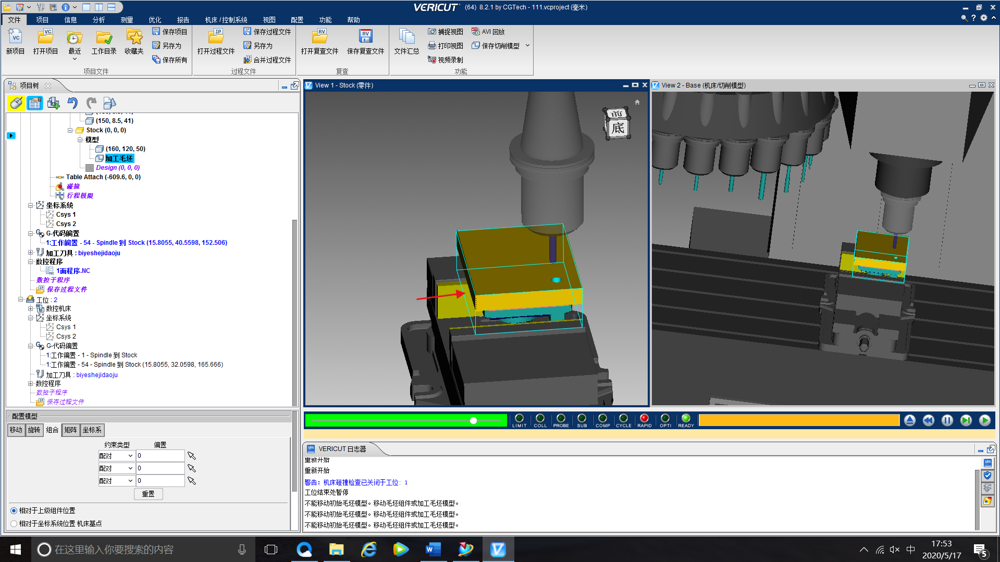 VERICUT (64) 8.2.1 by CGTech - 111.vcproject (毫米)
文件 项目 信息 分析 测量 优化 报告 机床/控制系统 视图 配置 功能 帮助
新项目 打开项目 最近 工作目录 收藏夹
保存项目
另存为
保存所有
项目文件
打开过程文件
保存过程文件
另存为
合并过程文件
过程文件
打开复查文件 保存复查文件
复查
文件汇总
捕捉视图 AVI 回放
打印视图 保存切削模型
视频录制
功能
项目树
(150, 8.5, 41)
Stock (0, 0, 0)
模型
(160, 120, 50)
加工毛坯
Design (0, 0, 0)
Table Attach (-609.6, 0, 0)
碰撞
行程极限
坐标系统
Csys 1
Csys 2
G-代码偏置
1:工作偏置 - 54 - Spindle 到 Stock (15.8055, 40.5598, 152.506)
加工刀具 : biyeshejidaoju
数控程序
1面程序.NC
数控子程序
保存过程文件
工位 : 2
数控机床
坐标系统
Csys 1
Csys 2
G-代码偏置
1:工作偏置 - 1 - Spindle 到 Stock
1:工作偏置 - 54 - Spindle 到 Stock (15.8055, 32.0598, 165.666)
加工刀具 : biyeshejidaoju
数控程序
数控子程序
保存过程文件
配置模型
移动 旋转 组合 矩阵 坐标系
约束类型 偏置
配对 0
配对 0
配对 0
重置
相对于上级组件位置
相对于坐标系统位置 机床基点
View 1 - Stock (零件)
前
底
View 2 - Base (机床/切削模型)
LIMIT COLL PROBE SUB COMP CYCLE RAPID OPTI READY
VERICUT 日志器
重新开始
重新开始
警告: 机床碰撞检查已关闭于工位: 1
工位结束处暂停
不能移动初始毛坯模型。移动毛坯组件或加工毛坯模型。
不能移动初始毛坯模型。移动毛坯组件或加工毛坯模型。
不能移动初始毛坯模型。移动毛坯组件或加工毛坯模型。
在这里输入你要搜索的内容
中
17:53
2020/5/17
5